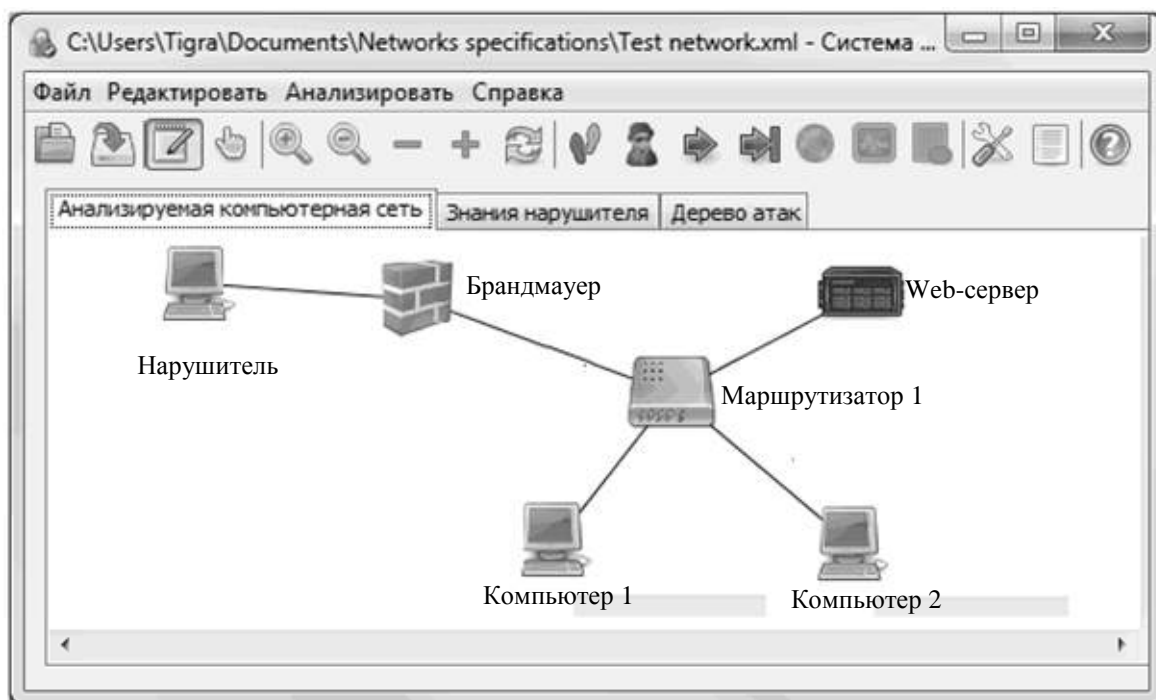 C:\Users\Tigra\Documents\Networks specifications\Test network.xml - Система ...
Файл Редактировать Анализировать Справка
Анализируемая компьютерная сеть Знания нарушителя Дерево атак
Брандмауер
Web-сервер
Нарушитель
Маршрутизатор 1
Компьютер 1
Компьютер 2